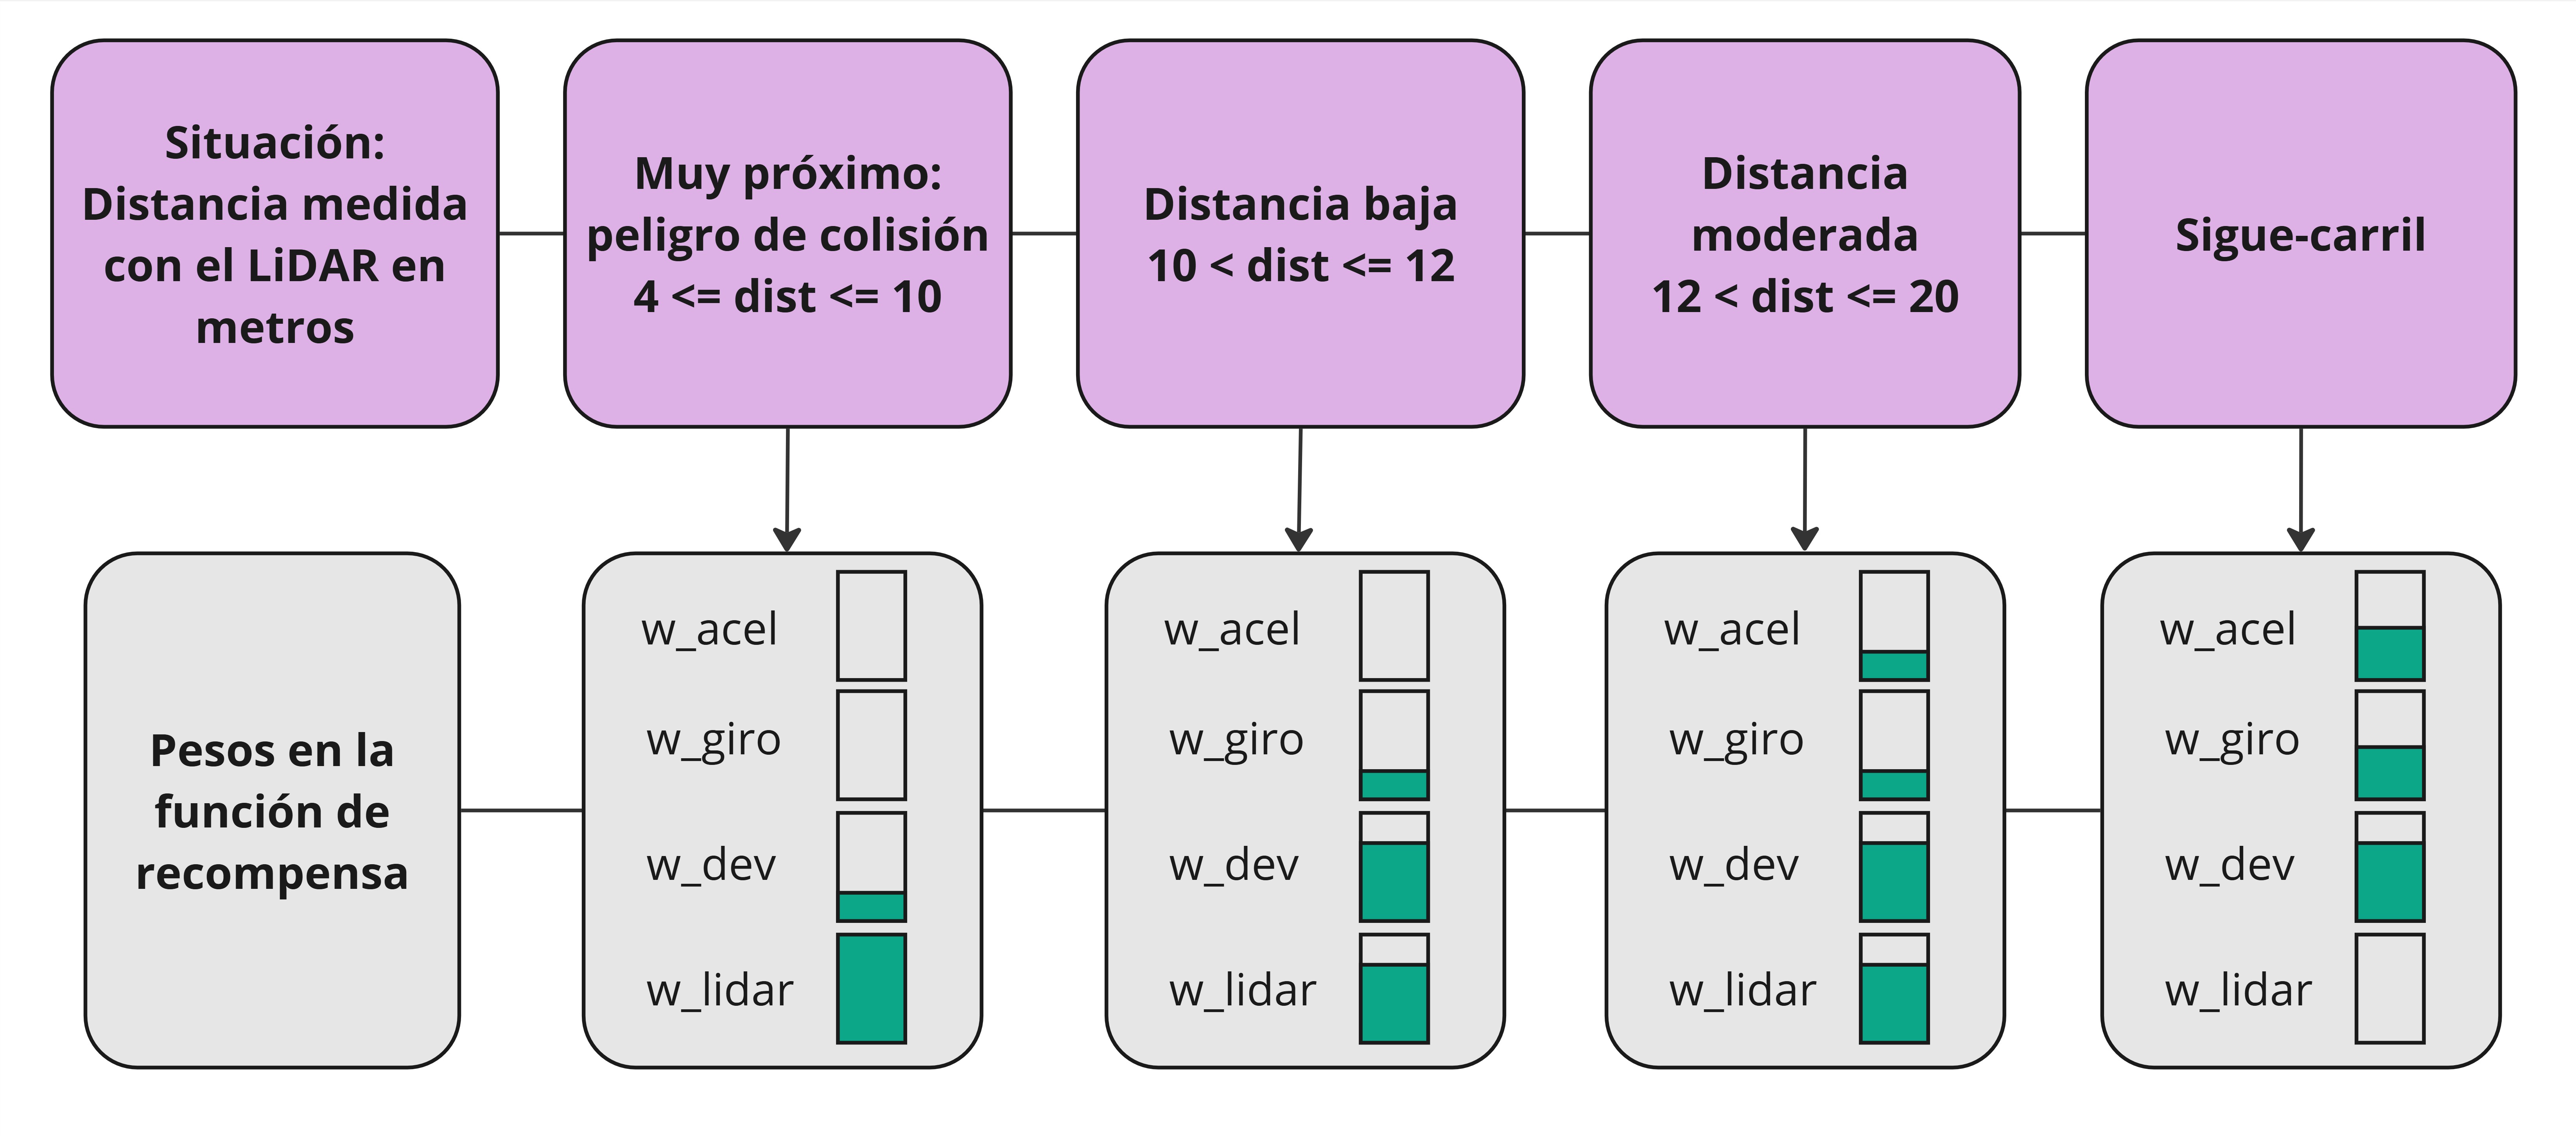 Situación:
Distancia medida
con el LiDAR en
metros
Muy próximo:
peligro de colisión
4 <= dist <= 10
Distancia baja
10 < dist <= 12
Distancia
moderada
12 < dist <= 20
Sigue-carril
Pesos en la
función de
recompensa
w_acel
w_giro
w_dev
w_lidar
w_acel
w_giro
w_dev
w_lidar
w_acel
w_giro
w_dev
w_lidar
w_acel
w_giro
w_dev
w_lidar